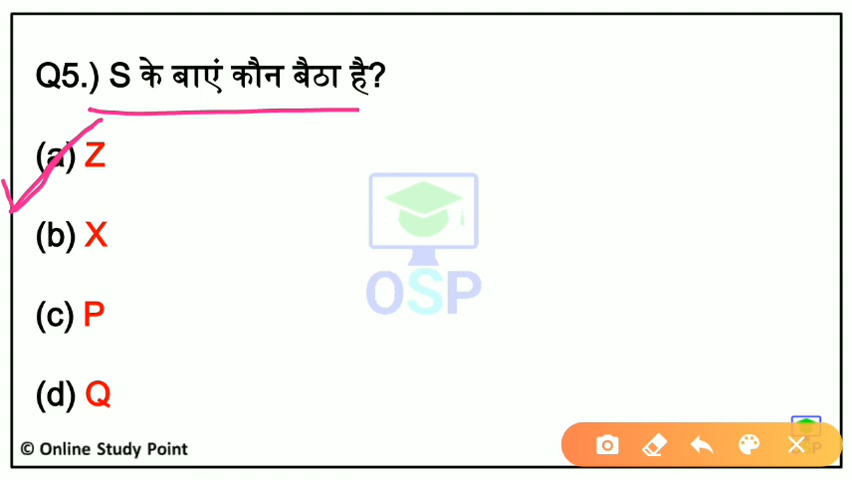 Q5.) S के बाएं कौन बैठा है?
(a) Z
(b) X
OSP
(c) P
(d) Q
© Online Study Point